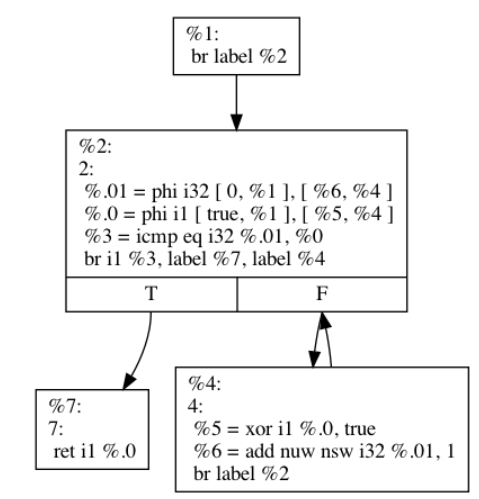 %1:
br label %2
%2:
2:
%.01 = phi i32 [ 0, %1 ], [ %6, %4 ]
%.0 = phi i1 [ true, %1 ], [ %5, %4 ]
%3 = icmp eq i32 %.01, %0
br i1 %3, label %7, label %4
T
F
%7:
7:
ret i1 %.0
%4:
4:
%5 = xor i1 %.0, true
%6 = add nuw nsw i32 %.01, 1
br label %2